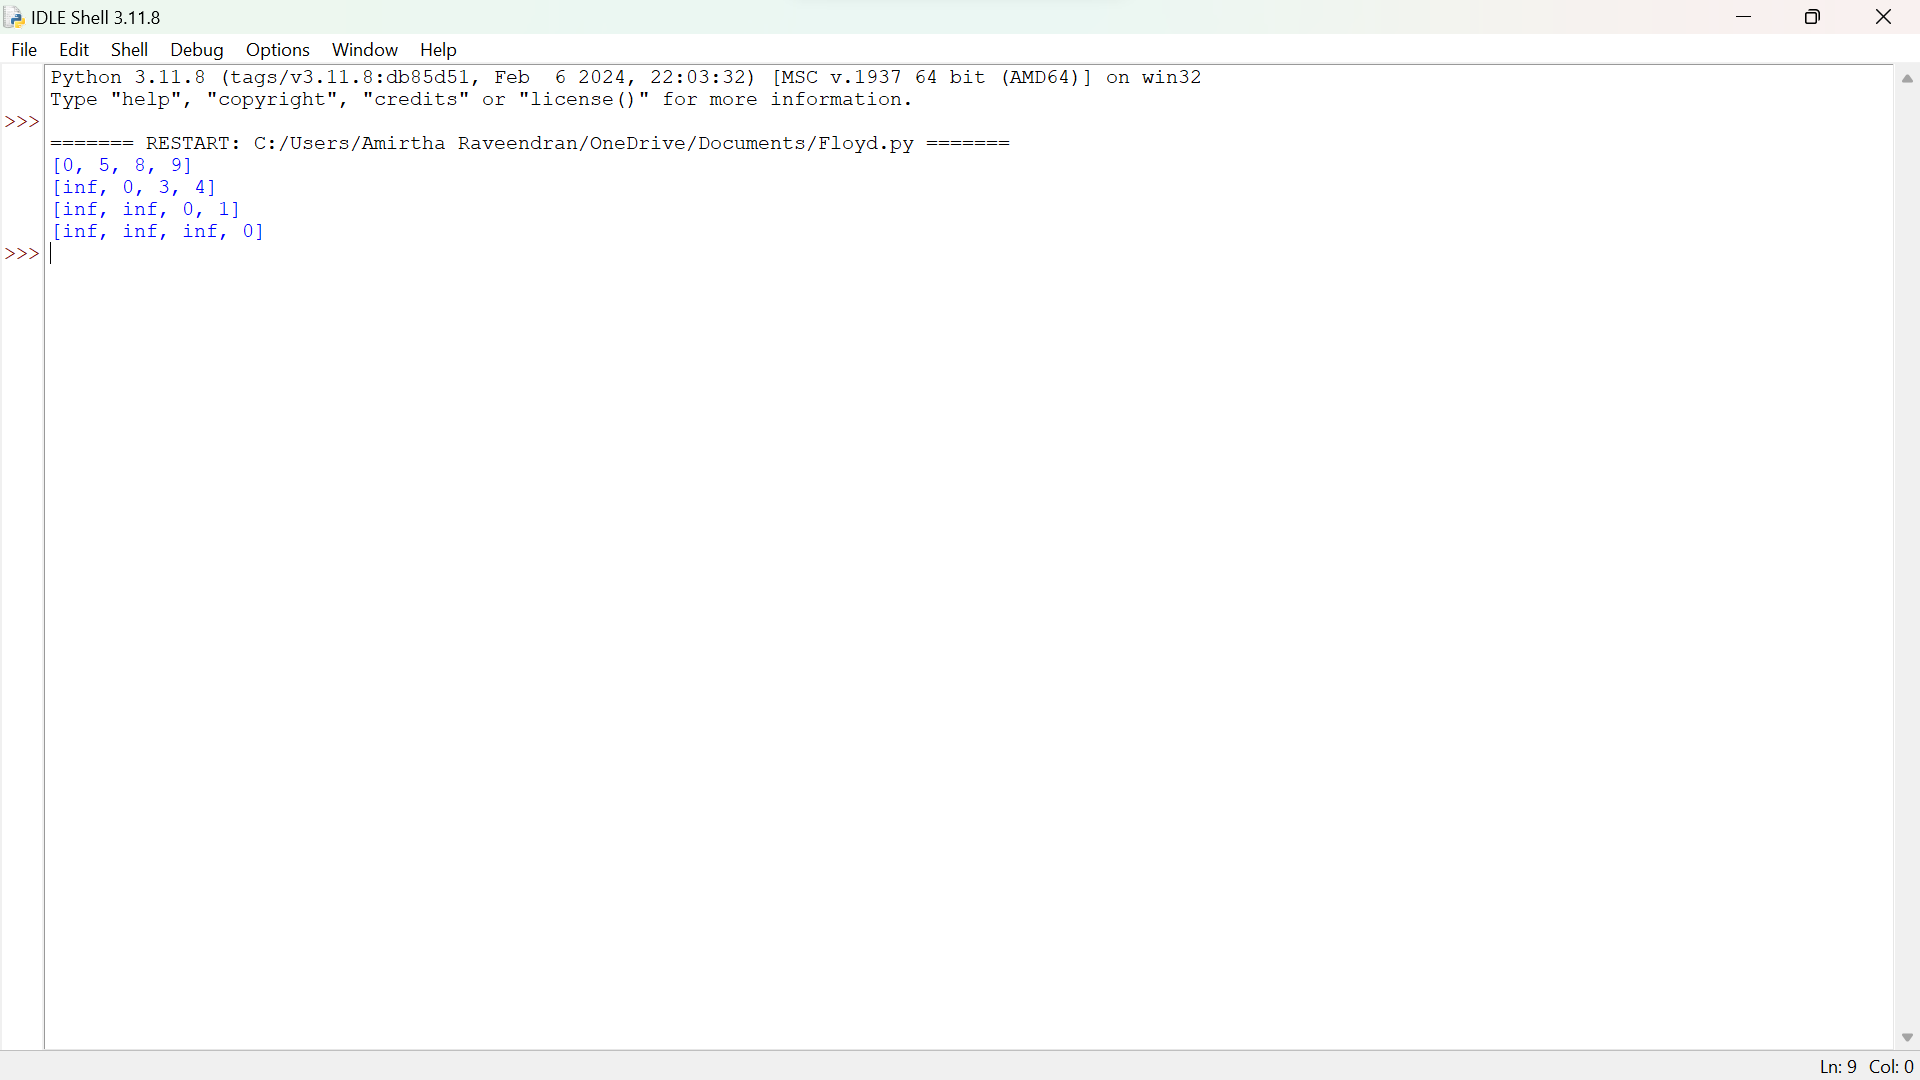 IDLE Shell 3.11.8
File Edit Shell Debug Options Window Help
Python 3.11.8 (tags/v3.11.8:db85d51, Feb  6 2024, 22:03:32) [MSC v.1937 64 bit (AMD64)] on win32
Type "help", "copyright", "credits" or "license()" for more information.
>>>
======= RESTART: C:/Users/Amirtha Raveendran/OneDrive/Documents/Floyd.py =======
[0, 5, 8, 9]
[inf, 0, 3, 4]
[inf, inf, 0, 1]
[inf, inf, inf, 0]
>>>
Ln: 9 Col: 0